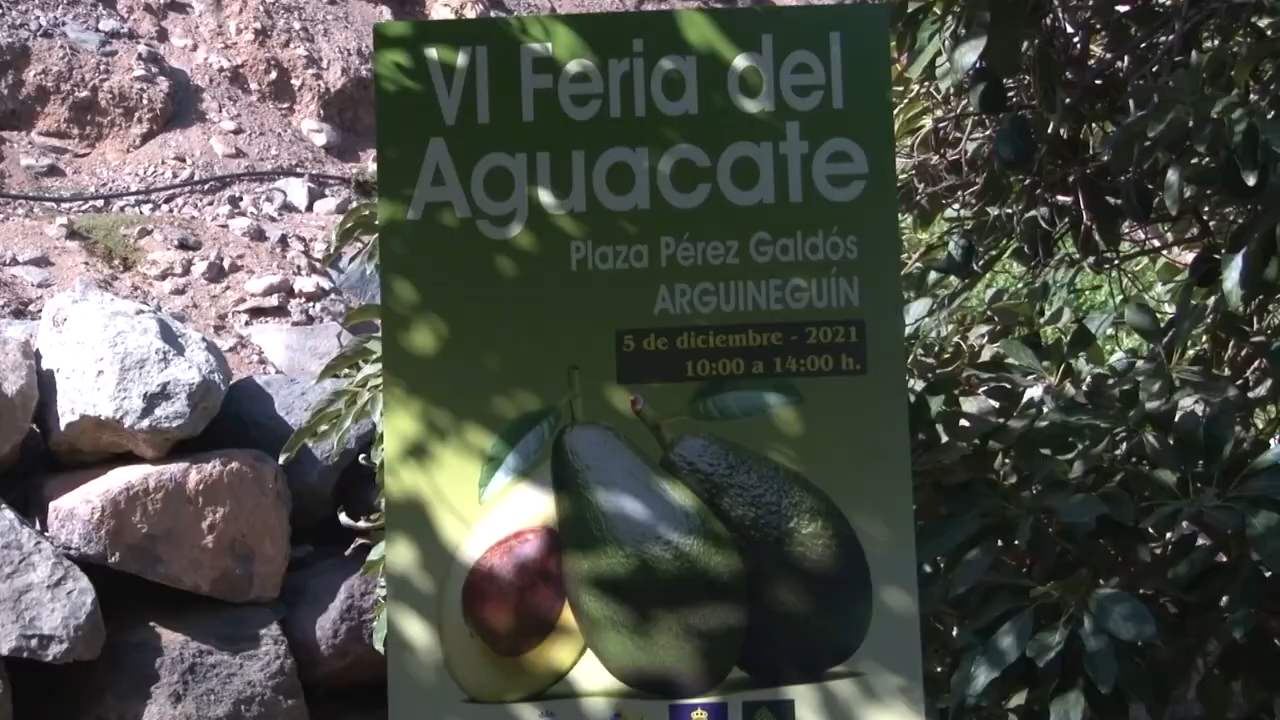 VI Feria del
Aguacate
Plaza Pérez Galdós
ARGUINEGUÍN
5 de diciembre - 2021
10:00 a 14:00 h.